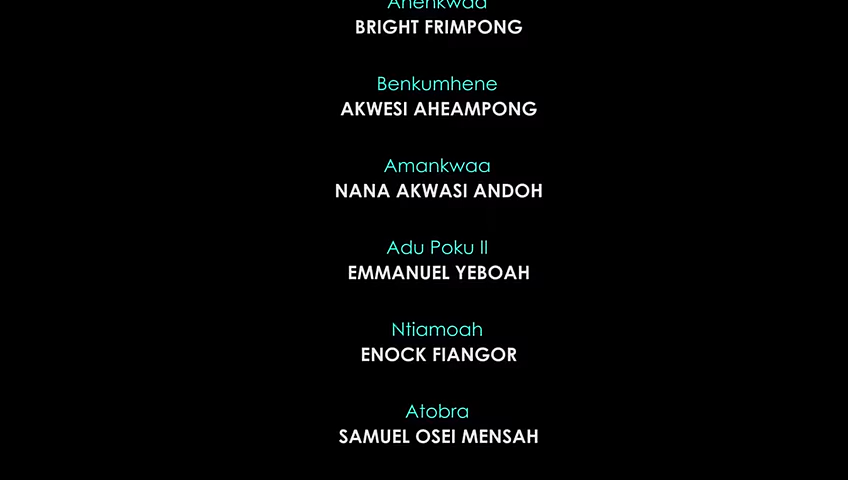 Ahenkwaa
BRIGHT FRIMPONG
Benkumhene
AKWESI AHEAMPONG
Amankwaa
NANA AKWASI ANDOH
Adu Poku II
EMMANUEL YEBOAH
Ntiamoah
ENOCK FIANGOR
Atobra
SAMUEL OSEI MENSAH